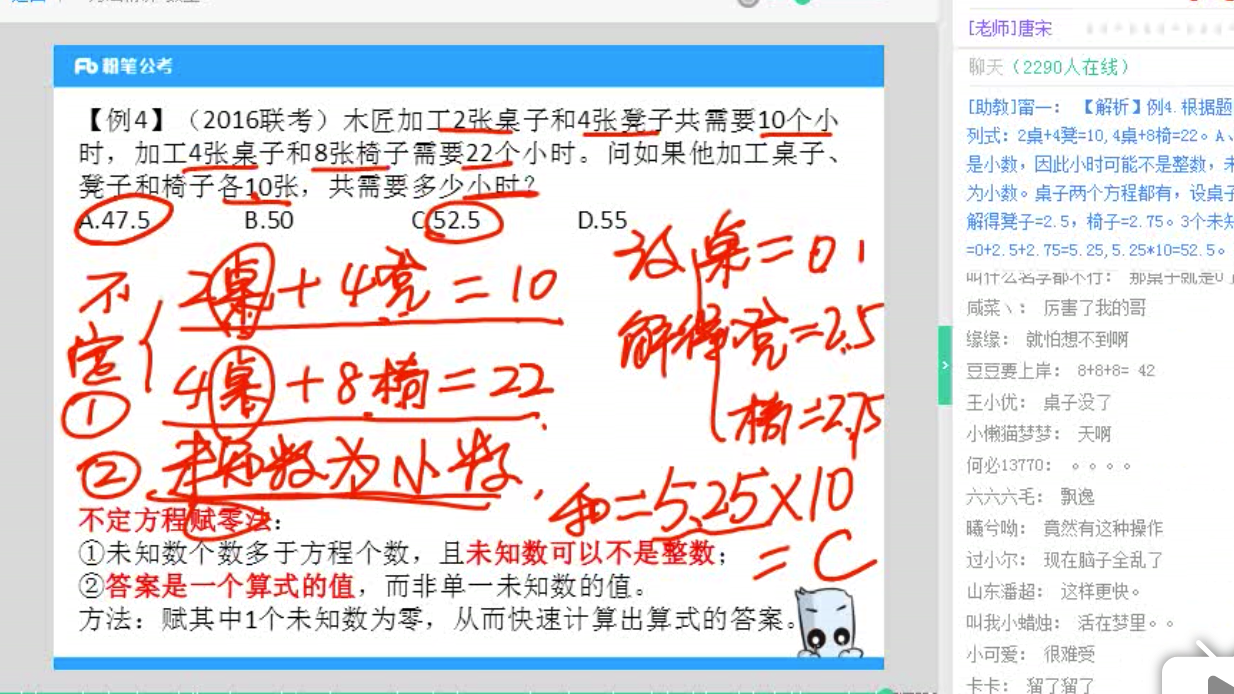 粉笔公考
【例4】（2016联考）木匠加工2张桌子和4张凳子共需要10个小
时，加工4张桌子和8张椅子需要22个小时。问如果他加工桌子、
凳子和椅子各10张，共需要多少小时？
A.47.5 B.50 C.52.5 D.55
设桌=0
不定
2桌+4凳=10
解得凳=2.5
4桌+8椅=22
椅=2.75
①
② 未知数为小数
和=5.25×10
=C
不定方程赋零法：
①未知数个数多于方程个数，且未知数可以不是整数；
②答案是一个算式的值，而非单一未知数的值。
方法：赋其中1个未知数为零，从而快速计算出算式的答案。
[老师]唐宋
聊天（2290人在线）
[助教]雷一： 【解析】例4.根据题
列式：2桌+4凳=10,4桌+8椅=22。A、
是小数，因此小时可能不是整数，未
为小数。桌子两个方程都有，设桌子
解得凳子=2.5，椅子=2.75。3个未知
=0+2.5+2.75=5.25,5.25*10=52.5。
叫什么名字都不行： 那桌子就是0了
咸菜丶： 厉害了我的哥
缘缘： 就怕想不到啊
豆豆要上岸： 8+8+8= 42
王小优： 桌子没了
小懒猫梦梦： 天啊
何必13770： 。。。。
六六六毛： 飘逸
曦兮呦： 竟然有这种操作
过小尔： 现在脑子全乱了
山东潘超： 这样更快。
叫我小蜡烛： 活在梦里。。
小可爱： 很难受
卡卡： 溜了溜了